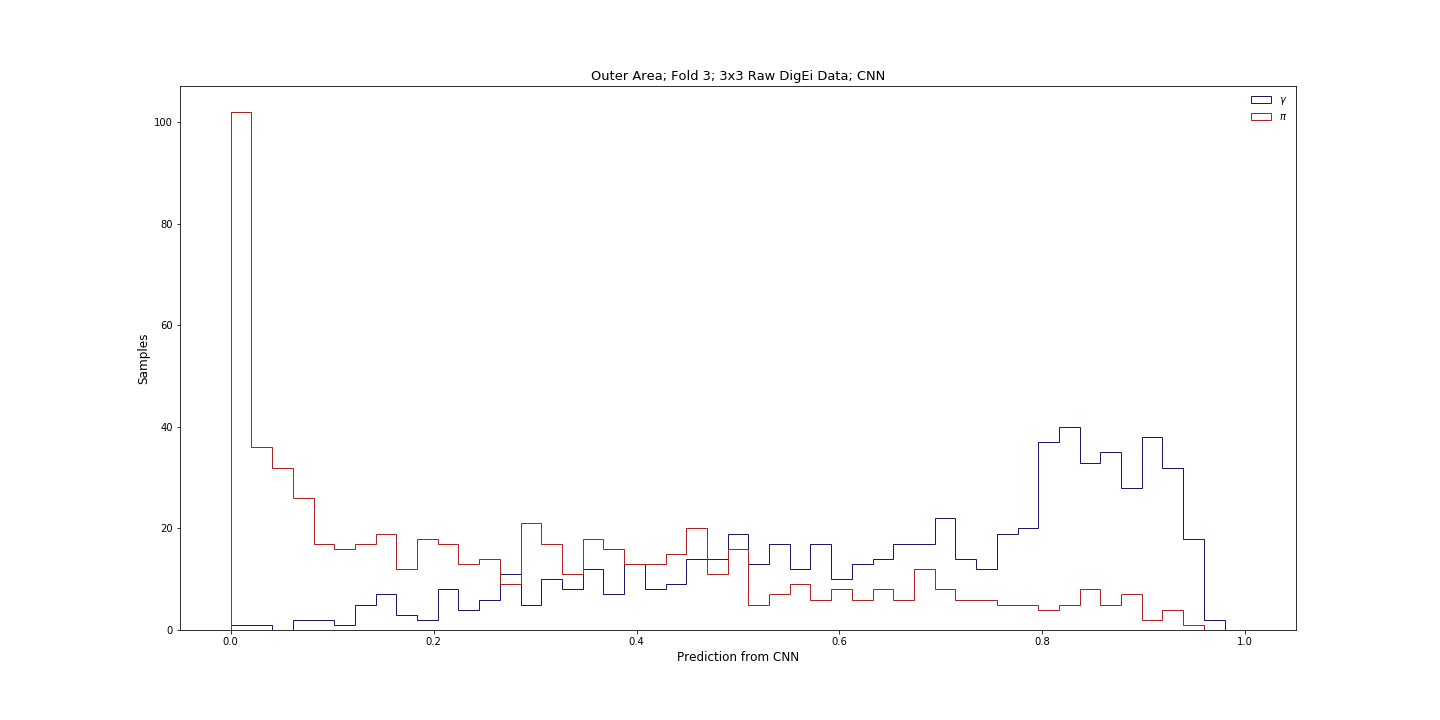 Outer Area; Fold 3; 3x3 Raw DigEi Data; CNN
γ
π
100
80
60
40
20
0
Samples
0.0 0.2 0.4 0.6 0.8 1.0
Prediction from CNN